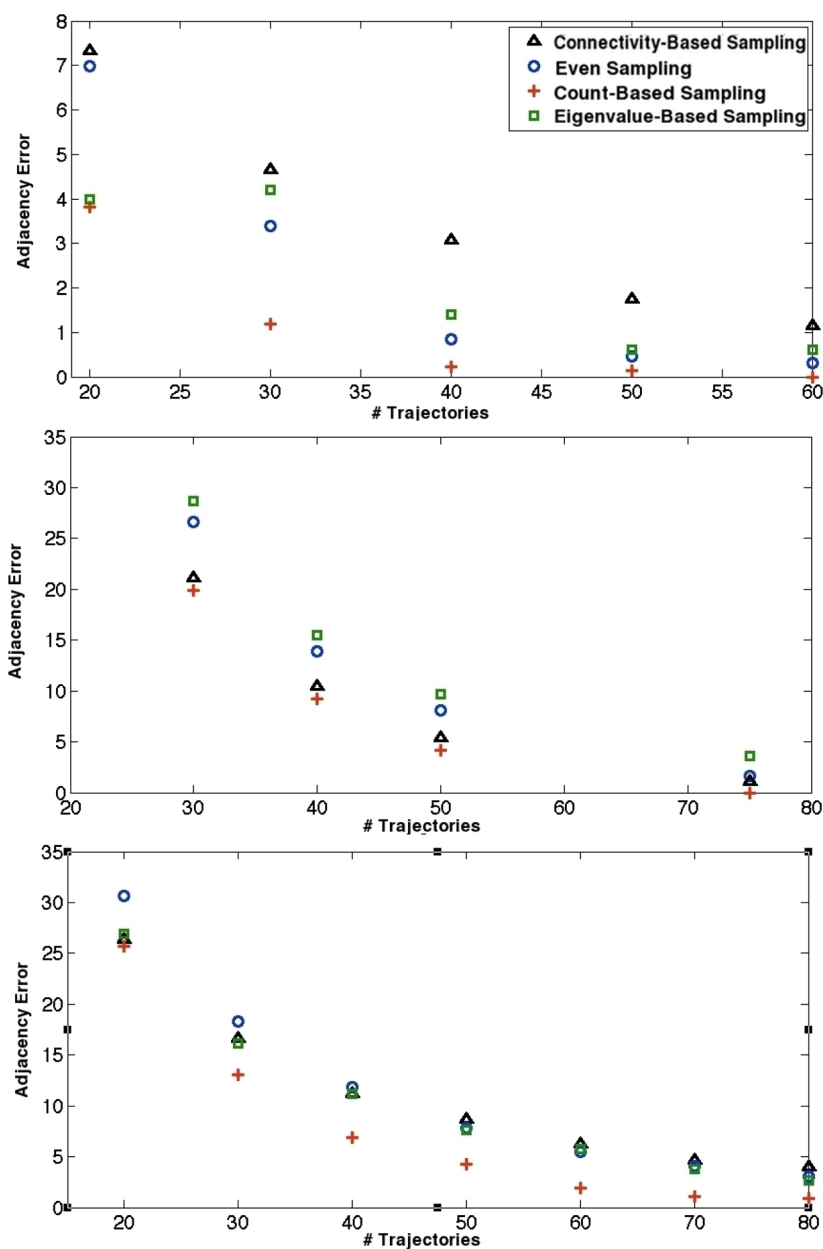 8
7
6
5
4
3
2
1
0
Adjacency Error
Connectivity-Based Sampling
Even Sampling
Count-Based Sampling
Eigenvalue-Based Sampling
20 25 30 35 40 45 50 55 60
# Trajectories
35
30
25
20
15
10
5
0
Adjacency Error
20 30 40 50 60 70 80
# Trajectories
35
30
25
20
15
10
5
0
Adjacency Error
20 30 40 50 60 70 80
# Trajectories